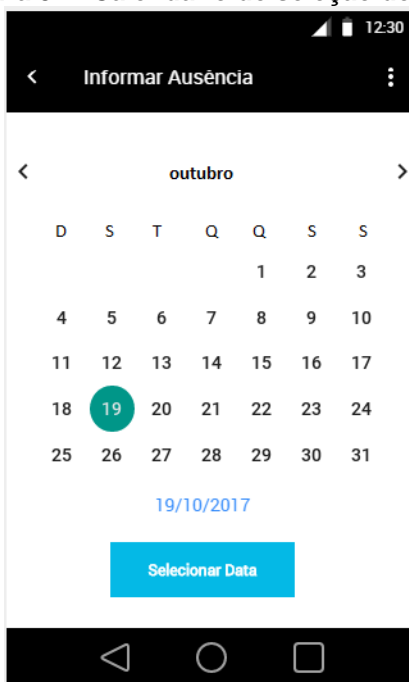 12:30
Informar Ausência
outubro
D S T Q Q S S
1 2 3
4 5 6 7 8 9 10
11 12 13 14 15 16 17
18 19 20 21 22 23 24
25 26 27 28 29 30 31
19/10/2017
Selecionar Data